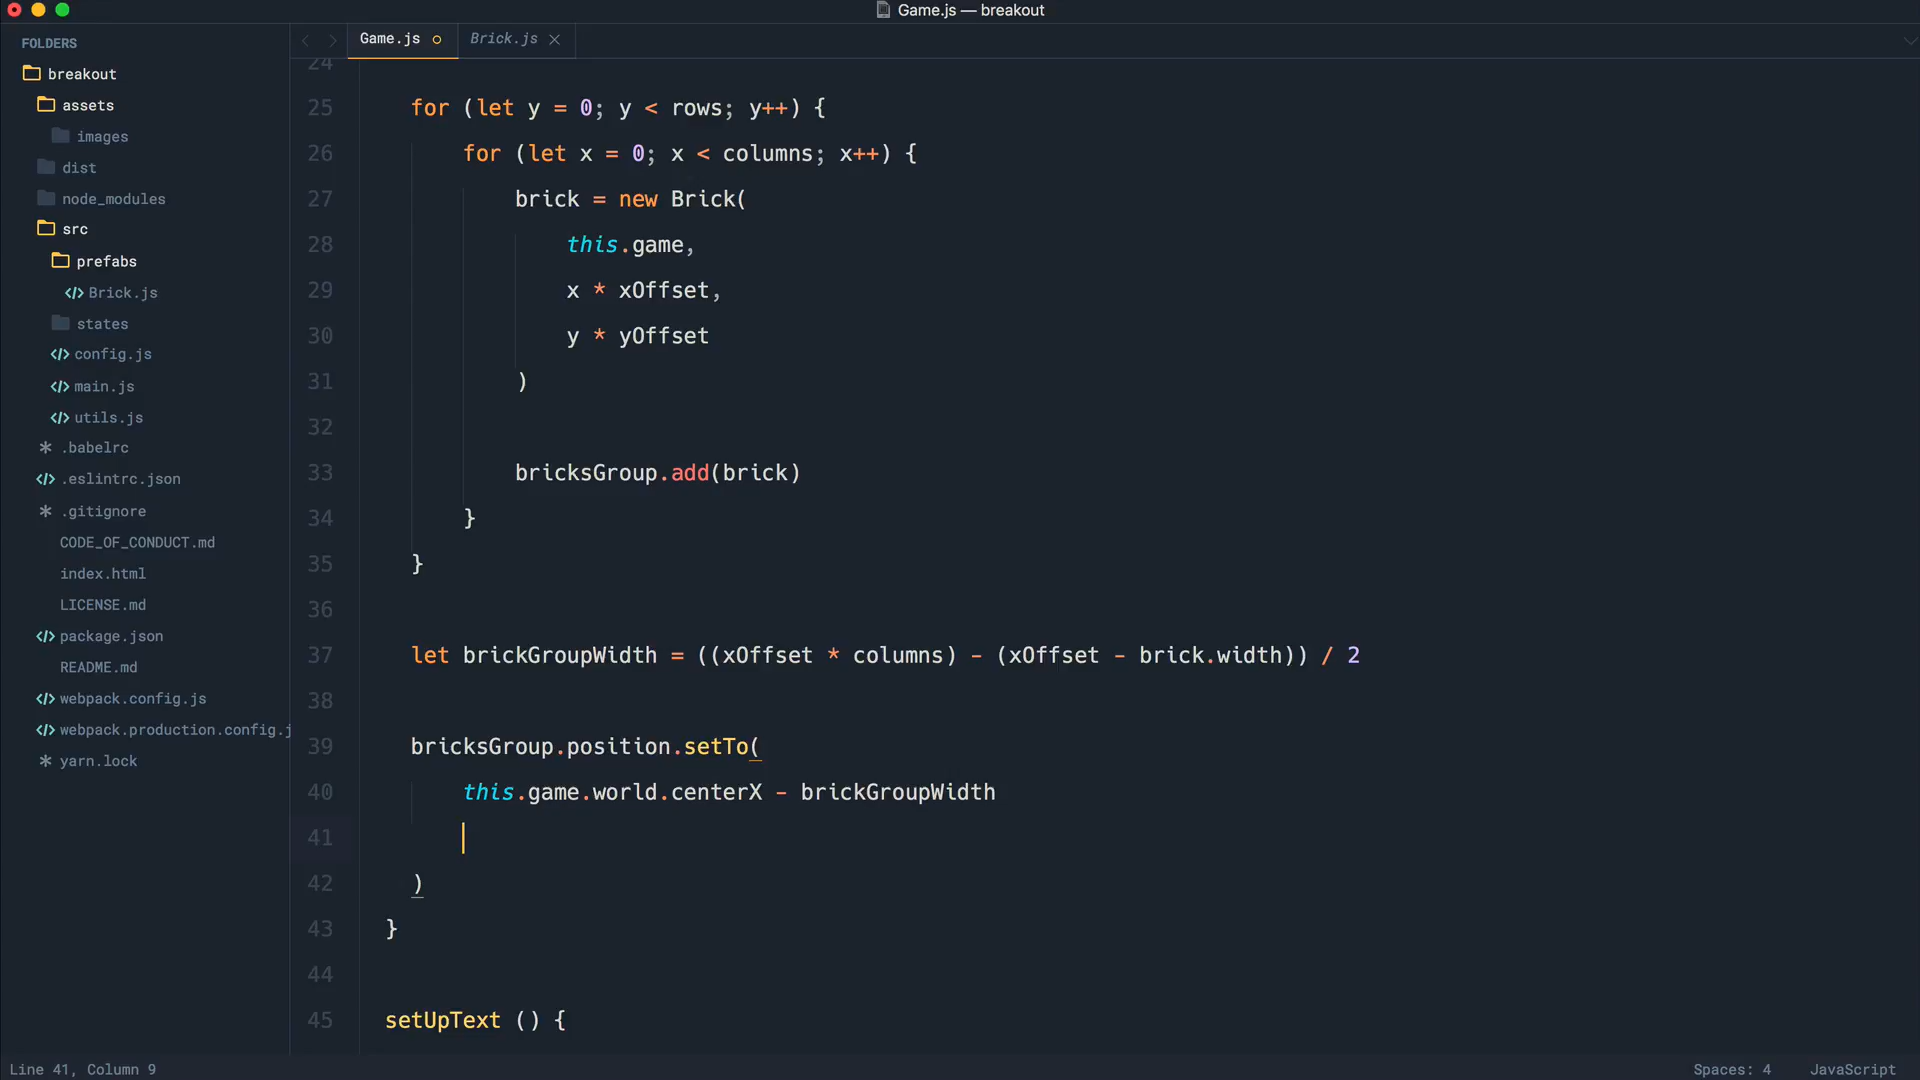 Game.js — breakout
FOLDERS
breakout
assets
images
dist
node_modules
src
prefabs
</> Brick.js
states
</> config.js
</> main.js
</> utils.js
* .babelrc
</> .eslintrc.json
* .gitignore
CODE_OF_CONDUCT.md
index.html
LICENSE.md
</> package.json
README.md
</> webpack.config.js
</> webpack.production.config.j
* yarn.lock
Game.js
Brick.js
24
25 for (let y = 0; y < rows; y++) {
26 for (let x = 0; x < columns; x++) {
27 brick = new Brick(
28 this.game,
29 x * xOffset,
30 y * yOffset
31 )
32
33 bricksGroup.add(brick)
34 }
35 }
36
37 let brickGroupWidth = ((xOffset * columns) - (xOffset - brick.width)) / 2
38
39 bricksGroup.position.setTo(
40 this.game.world.centerX - brickGroupWidth
41
42 )
43 }
44
45 setUpText () {
Line 41, Column 9
Spaces: 4
JavaScript